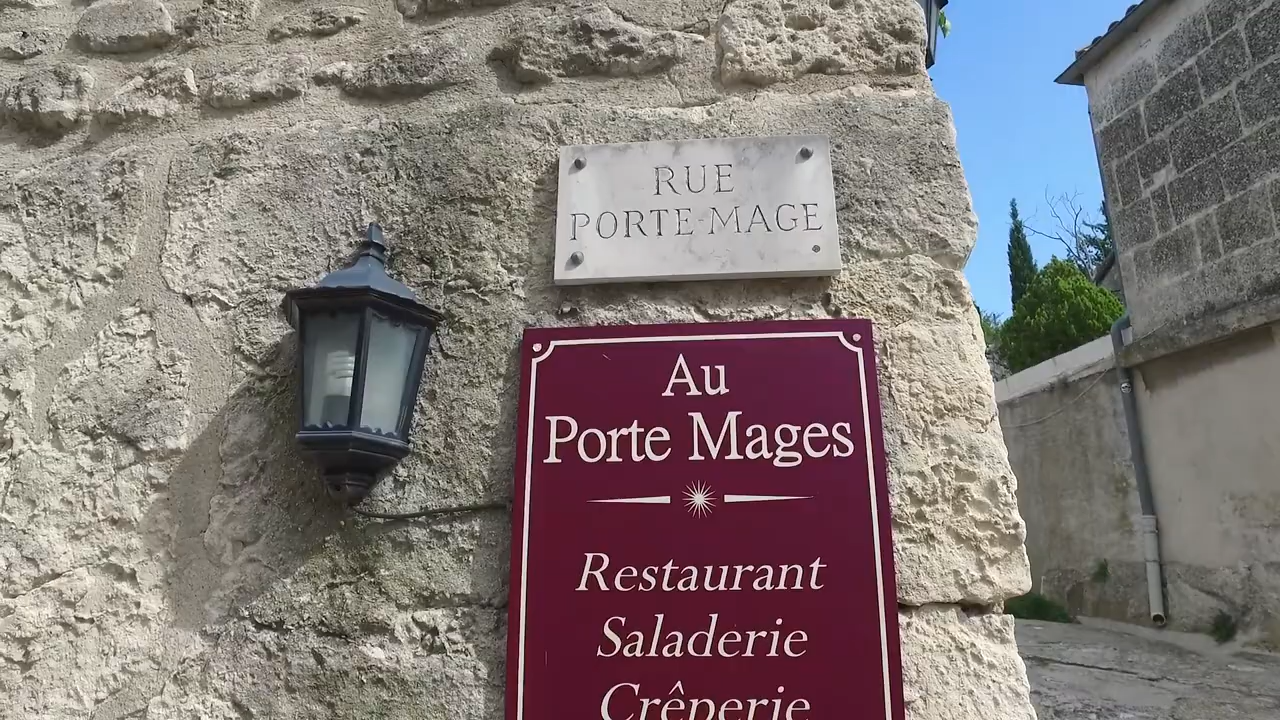 RUE
PORTE-MAGE
Au
Porte Mages
Restaurant
Saladerie
Crêperie